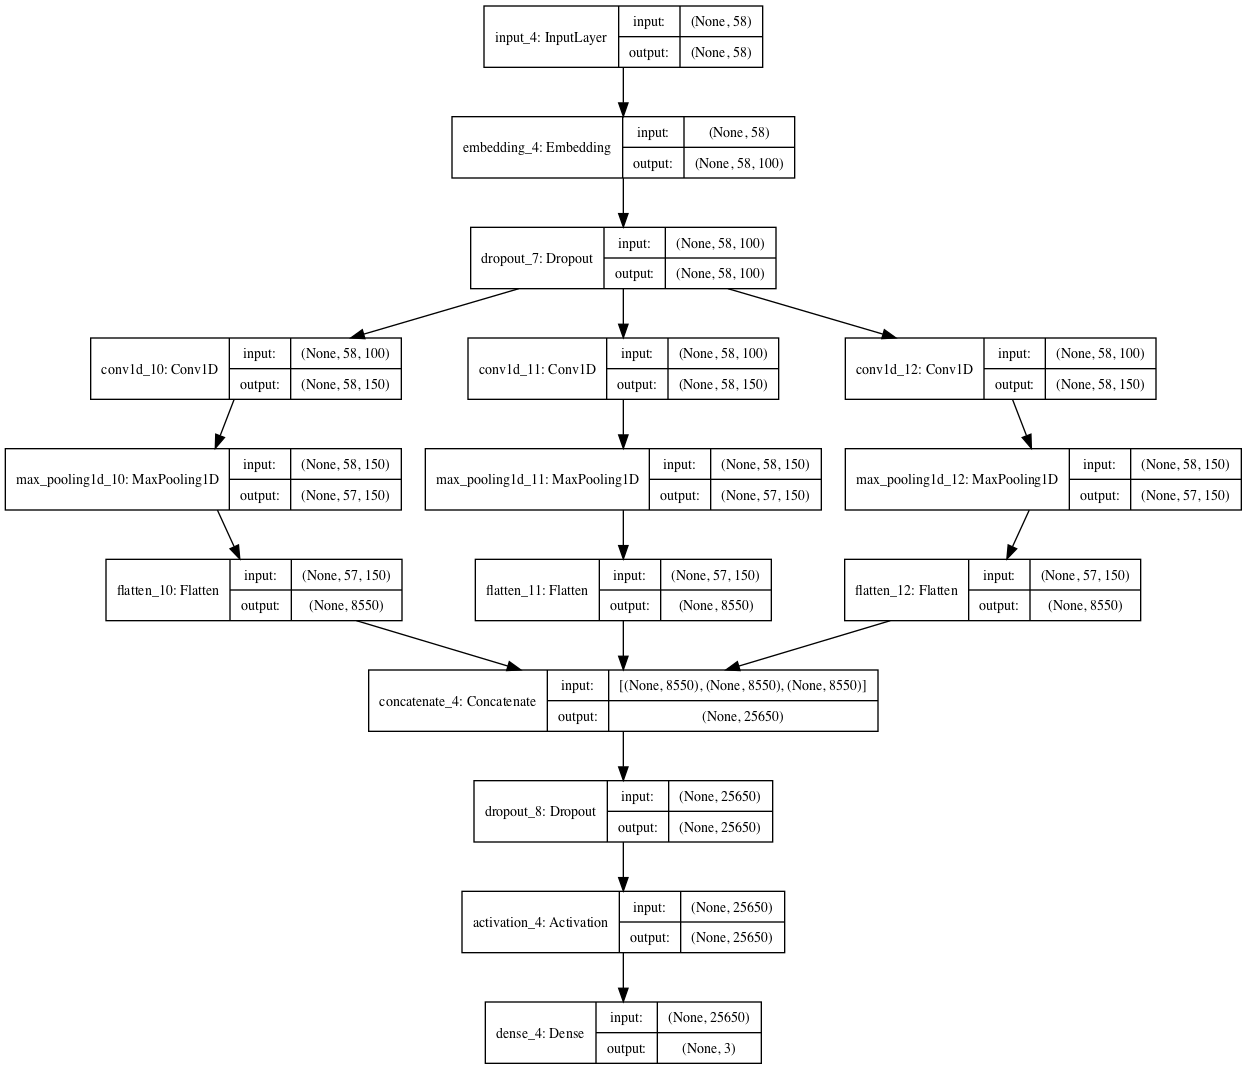 input_4: InputLayer
input: (None, 58)
output: (None, 58)
embedding_4: Embedding
input: (None, 58)
output: (None, 58, 100)
dropout_7: Dropout
input: (None, 58, 100)
output: (None, 58, 100)
conv1d_10: Conv1D
input: (None, 58, 100)
output: (None, 58, 150)
conv1d_11: Conv1D
input: (None, 58, 100)
output: (None, 58, 150)
conv1d_12: Conv1D
input: (None, 58, 100)
output: (None, 58, 150)
max_pooling1d_10: MaxPooling1D
input: (None, 58, 150)
output: (None, 57, 150)
max_pooling1d_11: MaxPooling1D
input: (None, 58, 150)
output: (None, 57, 150)
max_pooling1d_12: MaxPooling1D
input: (None, 58, 150)
output: (None, 57, 150)
flatten_10: Flatten
input: (None, 57, 150)
output: (None, 8550)
flatten_11: Flatten
input: (None, 57, 150)
output: (None, 8550)
flatten_12: Flatten
input: (None, 57, 150)
output: (None, 8550)
concatenate_4: Concatenate
input: [(None, 8550), (None, 8550), (None, 8550)]
output: (None, 25650)
dropout_8: Dropout
input: (None, 25650)
output: (None, 25650)
activation_4: Activation
input: (None, 25650)
output: (None, 25650)
dense_4: Dense
input: (None, 25650)
output: (None, 3)